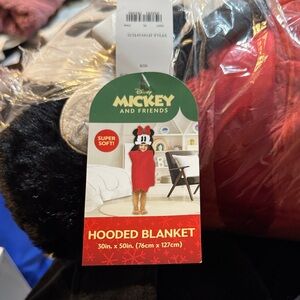 Disney
MICKEY
AND FRIENDS
SUPER
SOFT!
HOODED BLANKET
30in. x 50in. (76cm x 127cm)